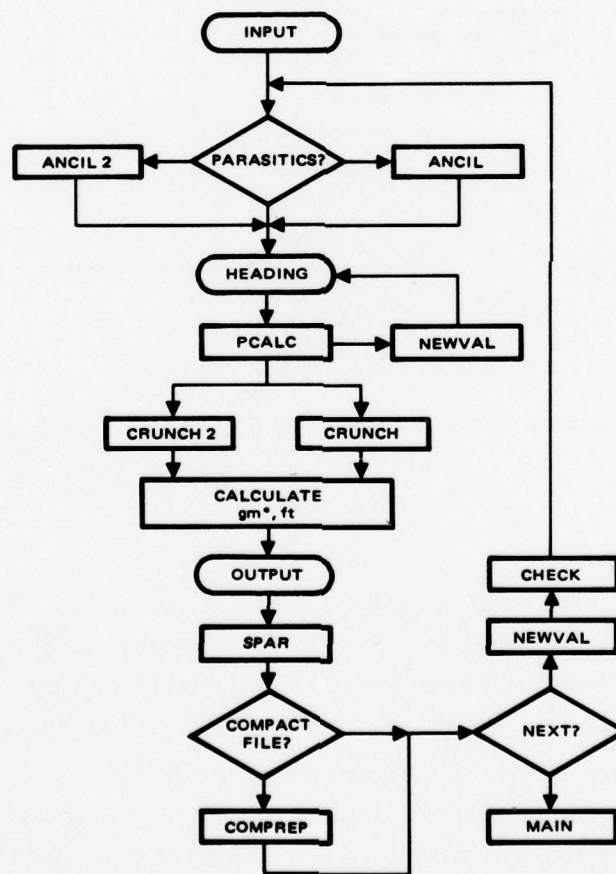 INPUT
PARASITICS?
ANCIL 2
ANCIL
HEADING
PCALC
NEWVAL
CRUNCH 2
CRUNCH
CALCULATE
gm*, ft
OUTPUT
CHECK
SPAR
NEWVAL
COMPACT
FILE?
NEXT?
COMPREP
MAIN